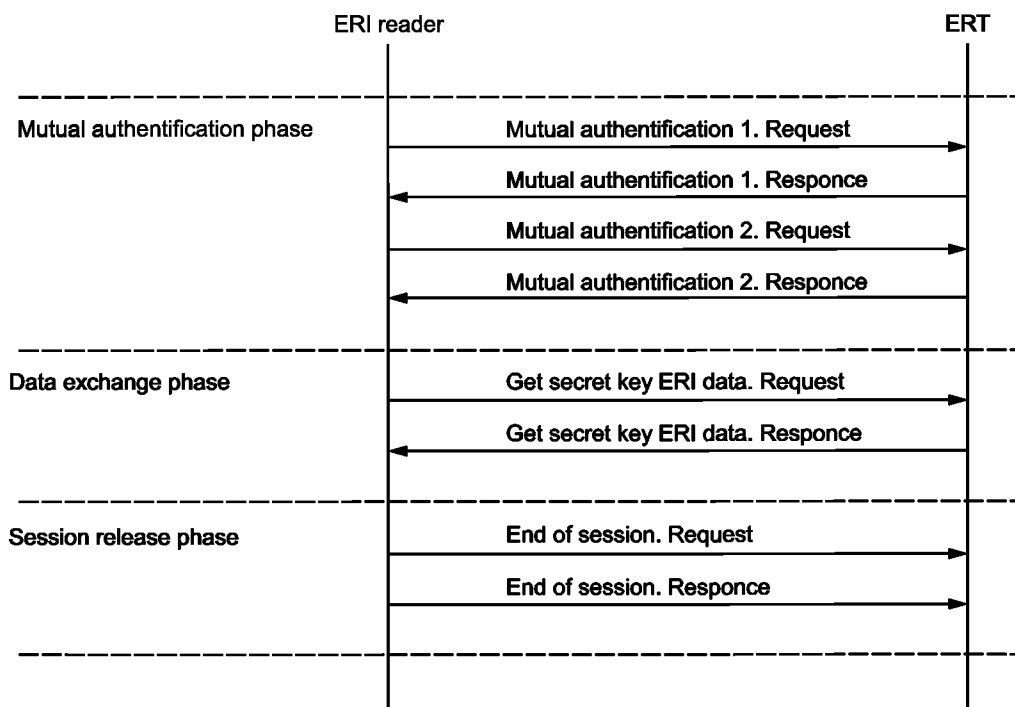 ERI reader
ERT
Mutual authentification phase
Mutual authentification 1. Request
Mutual authentification 1. Responce
Mutual authentification 2. Request
Mutual authentification 2. Responce
Data exchange phase
Get secret key ERI data. Request
Get secret key ERI data. Responce
Session release phase
End of session. Request
End of session. Responce